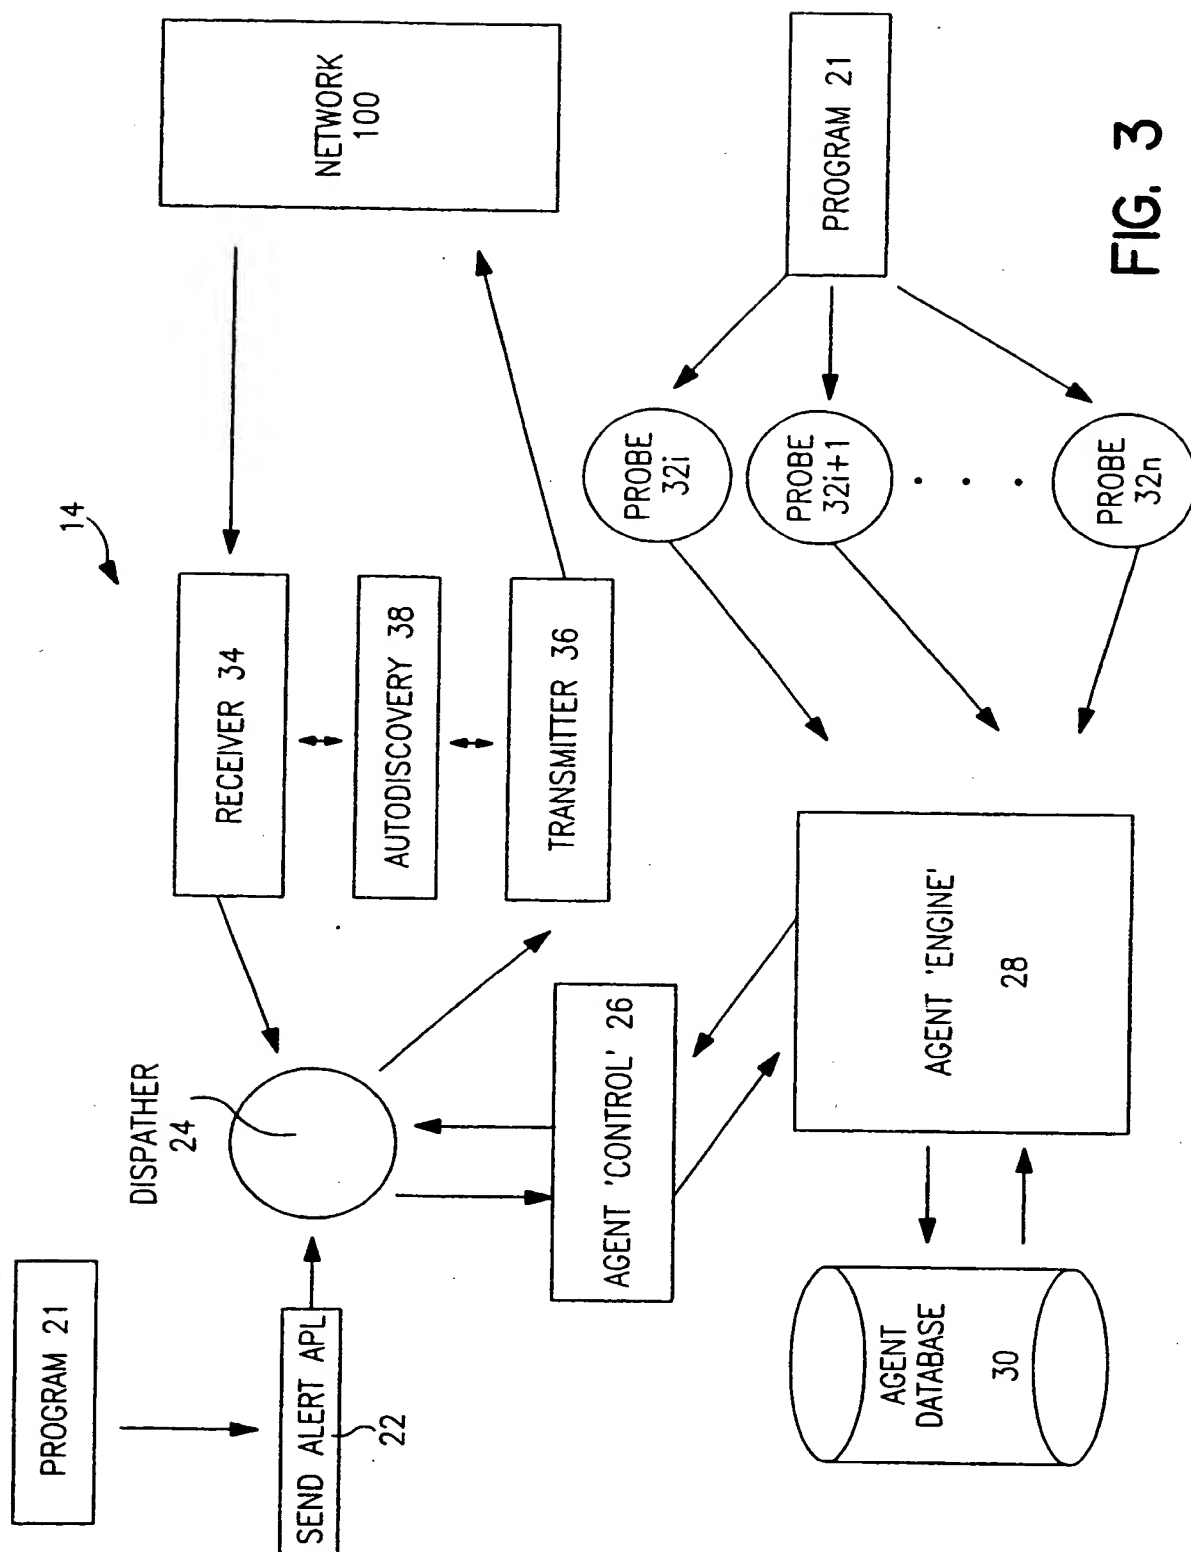 PROGRAM 21
SEND ALERT APL
22
DISPATHER
24
RECEIVER 34
AUTODISCOVERY 38
TRANSMITTER 36
14
NETWORK
100
AGENT 'CONTROL' 26
AGENT
DATABASE
30
AGENT 'ENGINE'
28
PROBE
32i
PROBE
32i+1
PROBE
32n
PROGRAM 21
FIG. 3